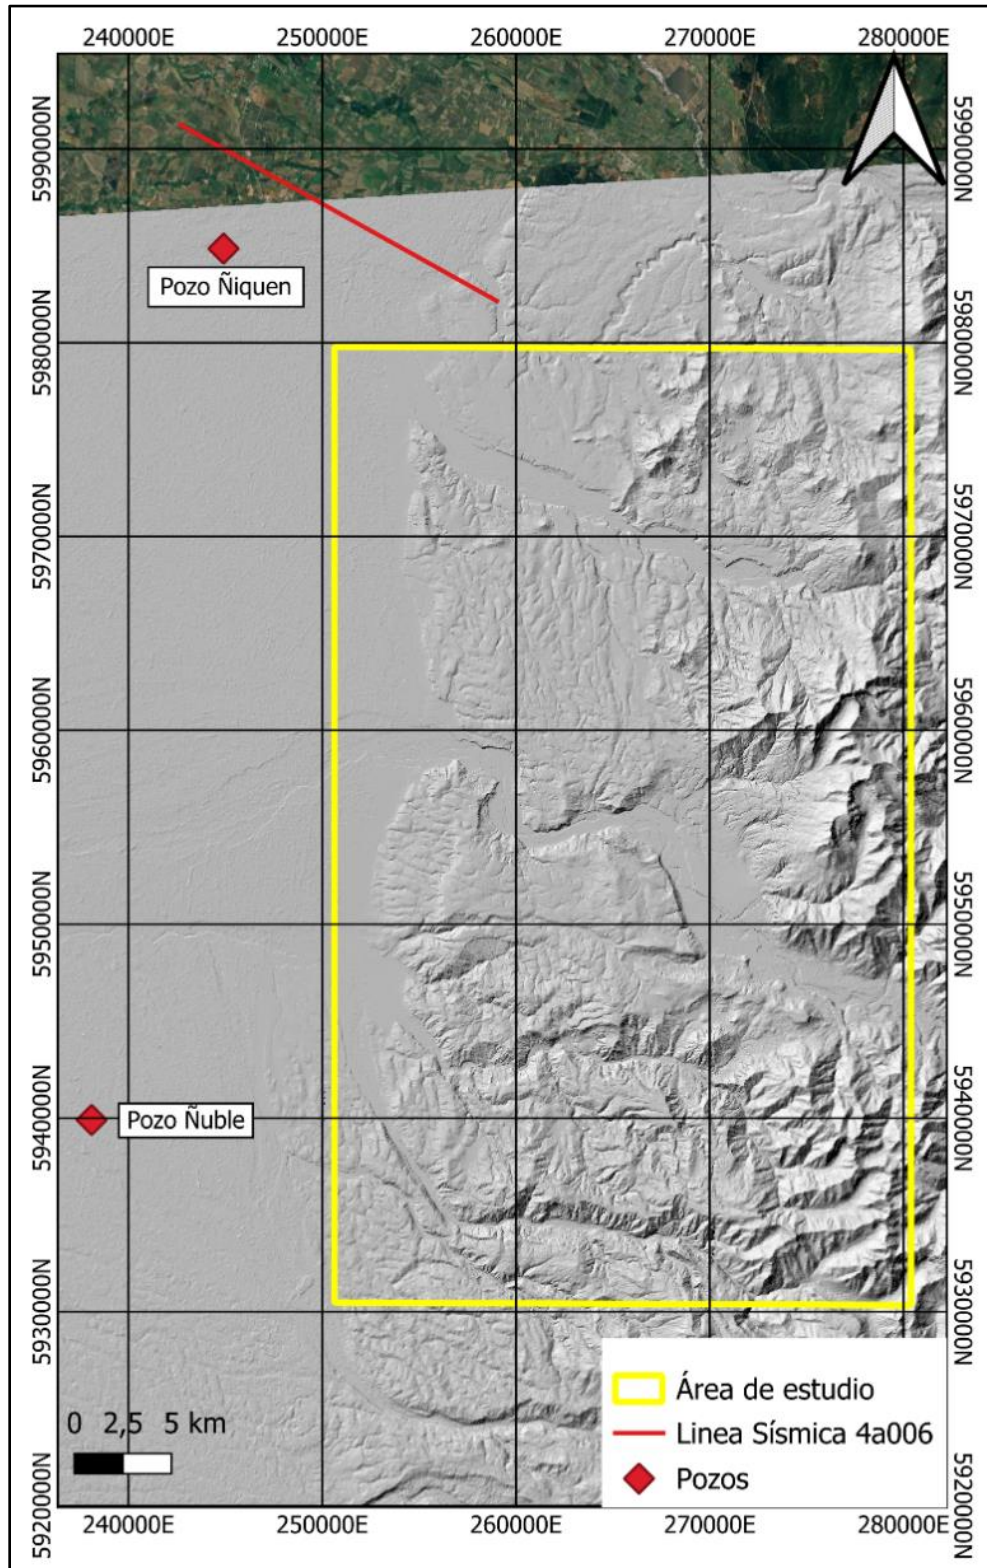 240000E 250000E 260000E 270000E 280000E
5990000N 5990000N
Pozo Ñiquen
5980000N 5980000N
5970000N 5970000N
5960000N 5960000N
5950000N 5950000N
5940000N 5940000N
Pozo Ñuble
5930000N 5930000N
Área de estudio
0 2,5 5 km
Linea Sísmica 4a006
Pozos
5920000N 5920000N
240000E 250000E 260000E 270000E 280000E